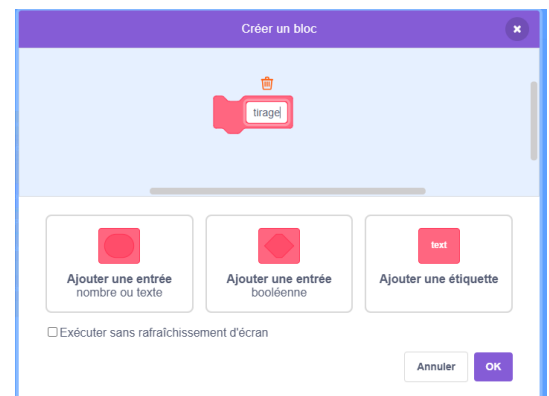 Créer un bloc
tirage
text
Ajouter une entrée
nombre ou texte
Ajouter une entrée
booléenne
Ajouter une étiquette
Exécuter sans rafraîchissement d'écran
Annuler
OK